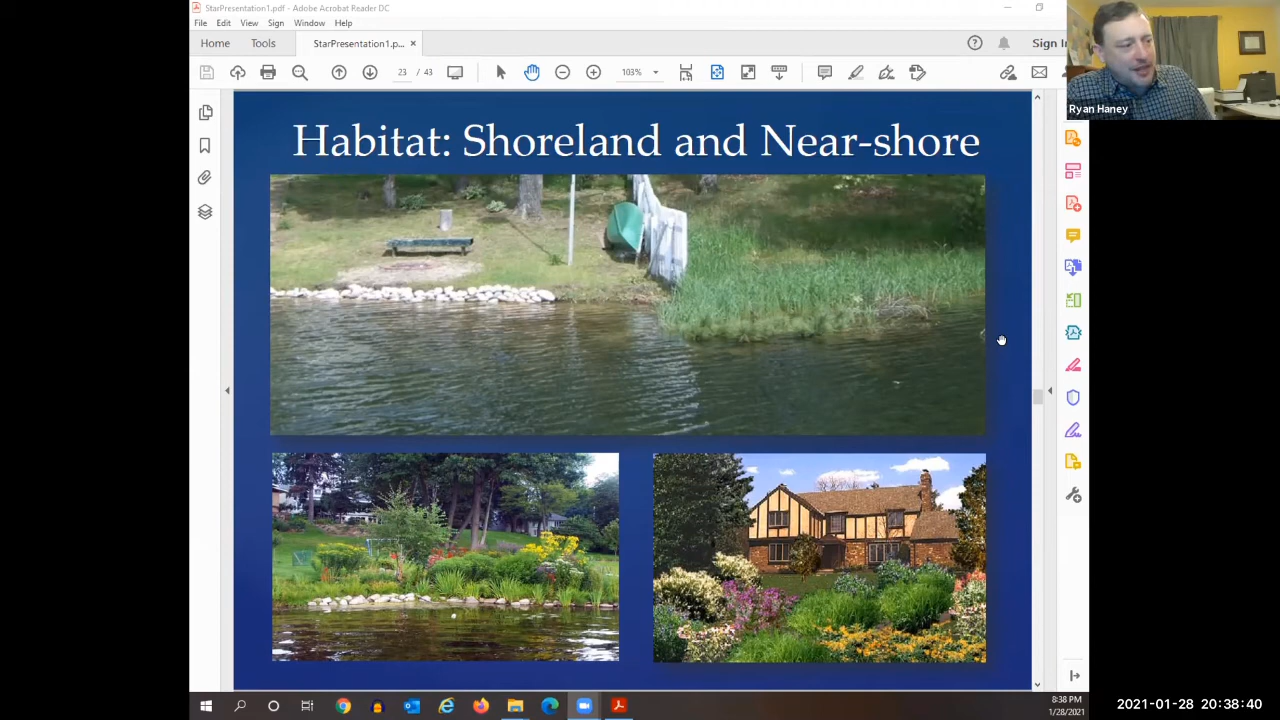 StarPresentation1.pdf - Adobe Acrobat Reader DC
File Edit View Sign Window Help
Home Tools StarPresentation1.p... × Sign In
23 / 43 103%
Ryan Haney
Habitat: Shoreland and Near-shore
8:38 PM
1/28/2021
2021-01-28 20:38:40